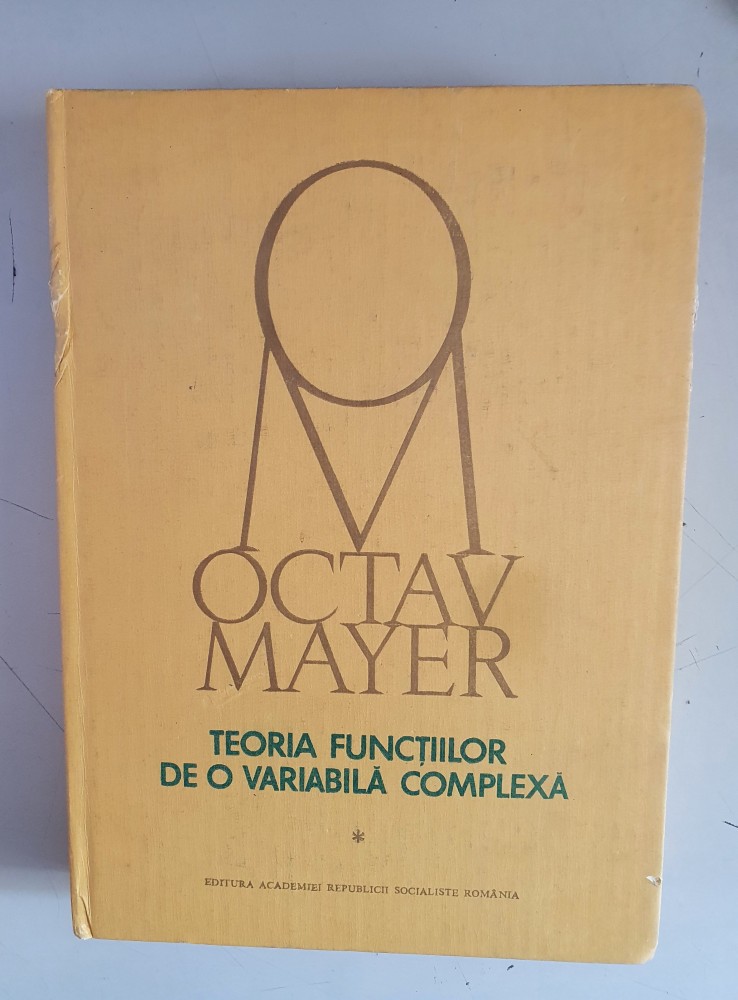 OCTAV
MAYER
TEORIA FUNCȚIILOR
DE O VARIABILĂ COMPLEXĂ
*
EDITURA ACADEMIEI REPUBLICII SOCIALISTE ROMÂNIA